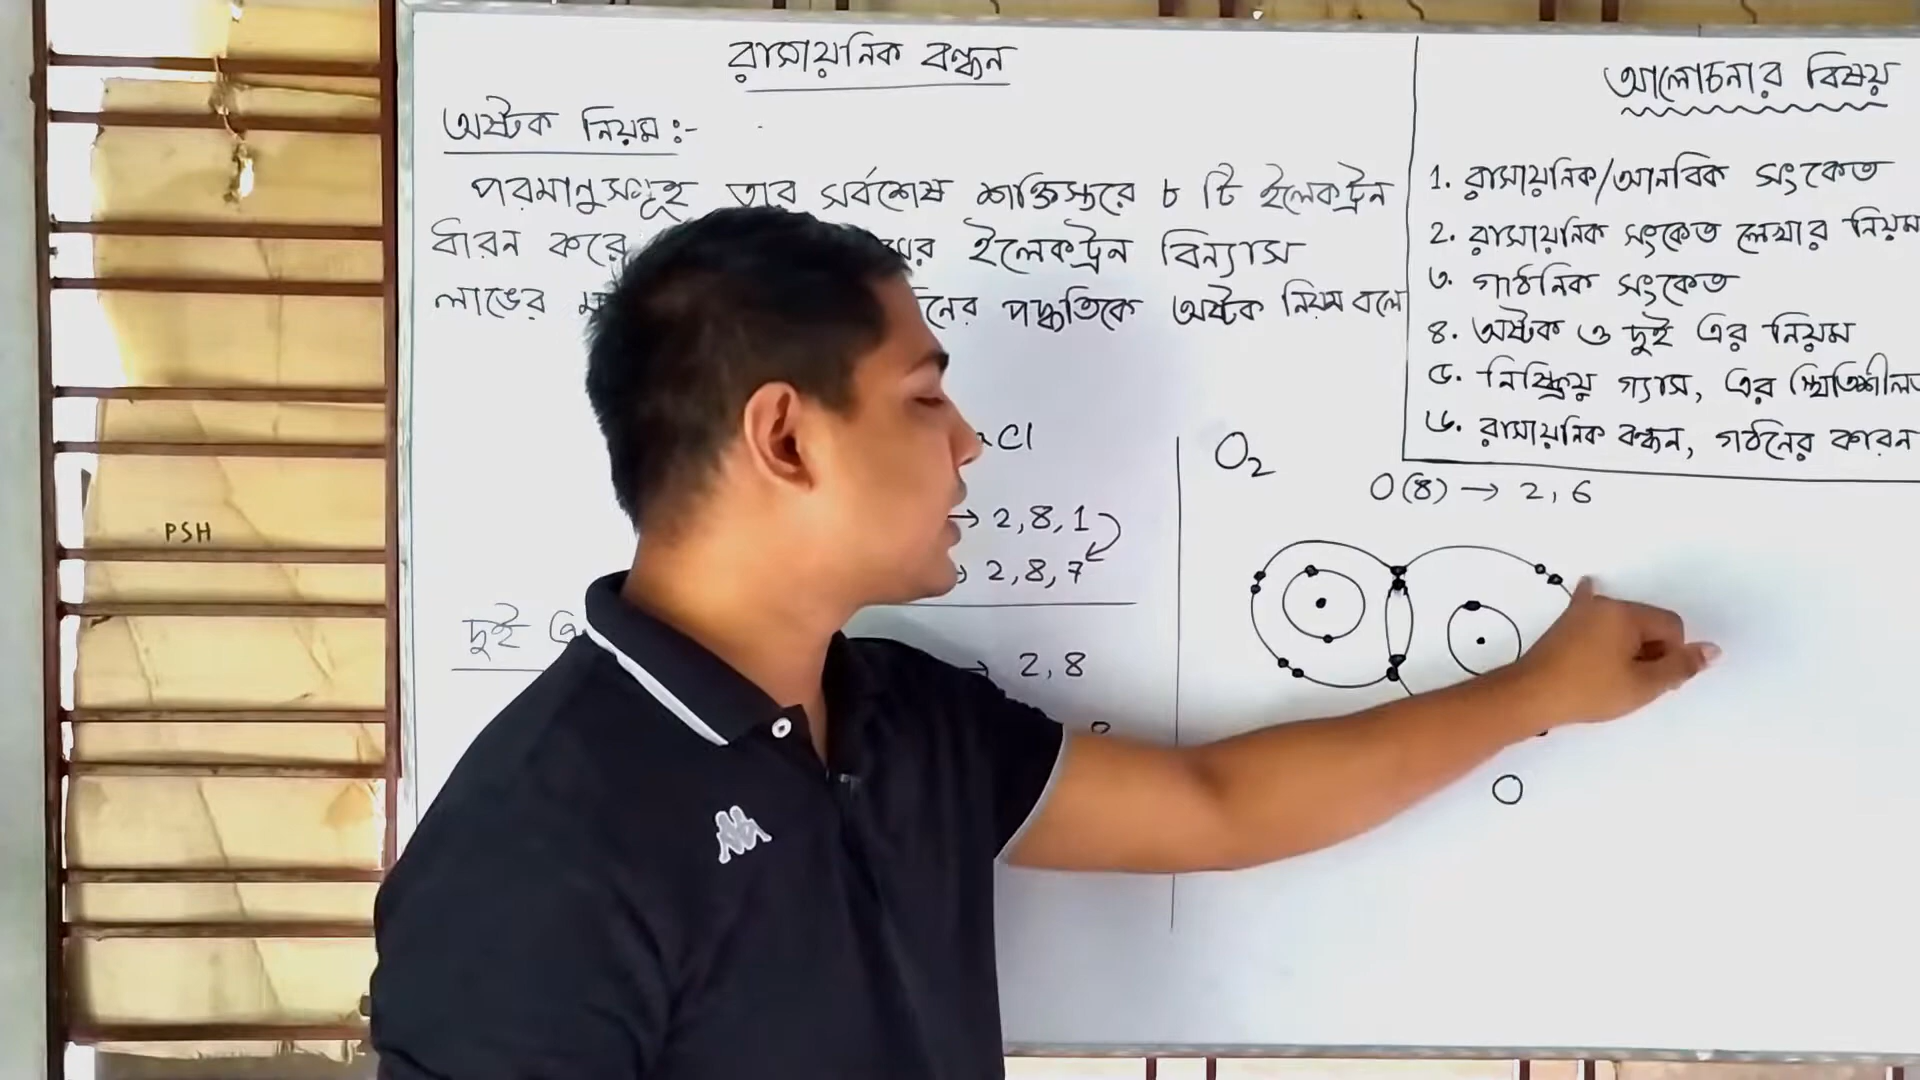 রাসায়নিক বন্ধন
অষ্টক নিয়ম :-
পরমানুসমূহ তার সর্বশেষ শক্তিস্তরে ৮ টি ইলেকট্রন
ধারন করে ইলেকট্রন বিন্যাস
লাভের পদ্ধতিকে অষ্টক নিয়ম বলে
Cl
→ 2, 8, 1
→ 2, 8, 7
দুই
→ 2, 8
O2
O(8) → 2, 6
O
আলোচনার বিষয়
1. রাসায়নিক/আনবিক সংকেত
2. রাসায়নিক সংকেত লেখার নিয়ম
৩. গাঠনিক সংকেত
৪. অষ্টক ও দুই এর নিয়ম
৫. নিষ্ক্রিয় গ্যাস, এর স্থিতিশীল
৬. রাসায়নিক বন্ধন, গঠনের কারন
PSH